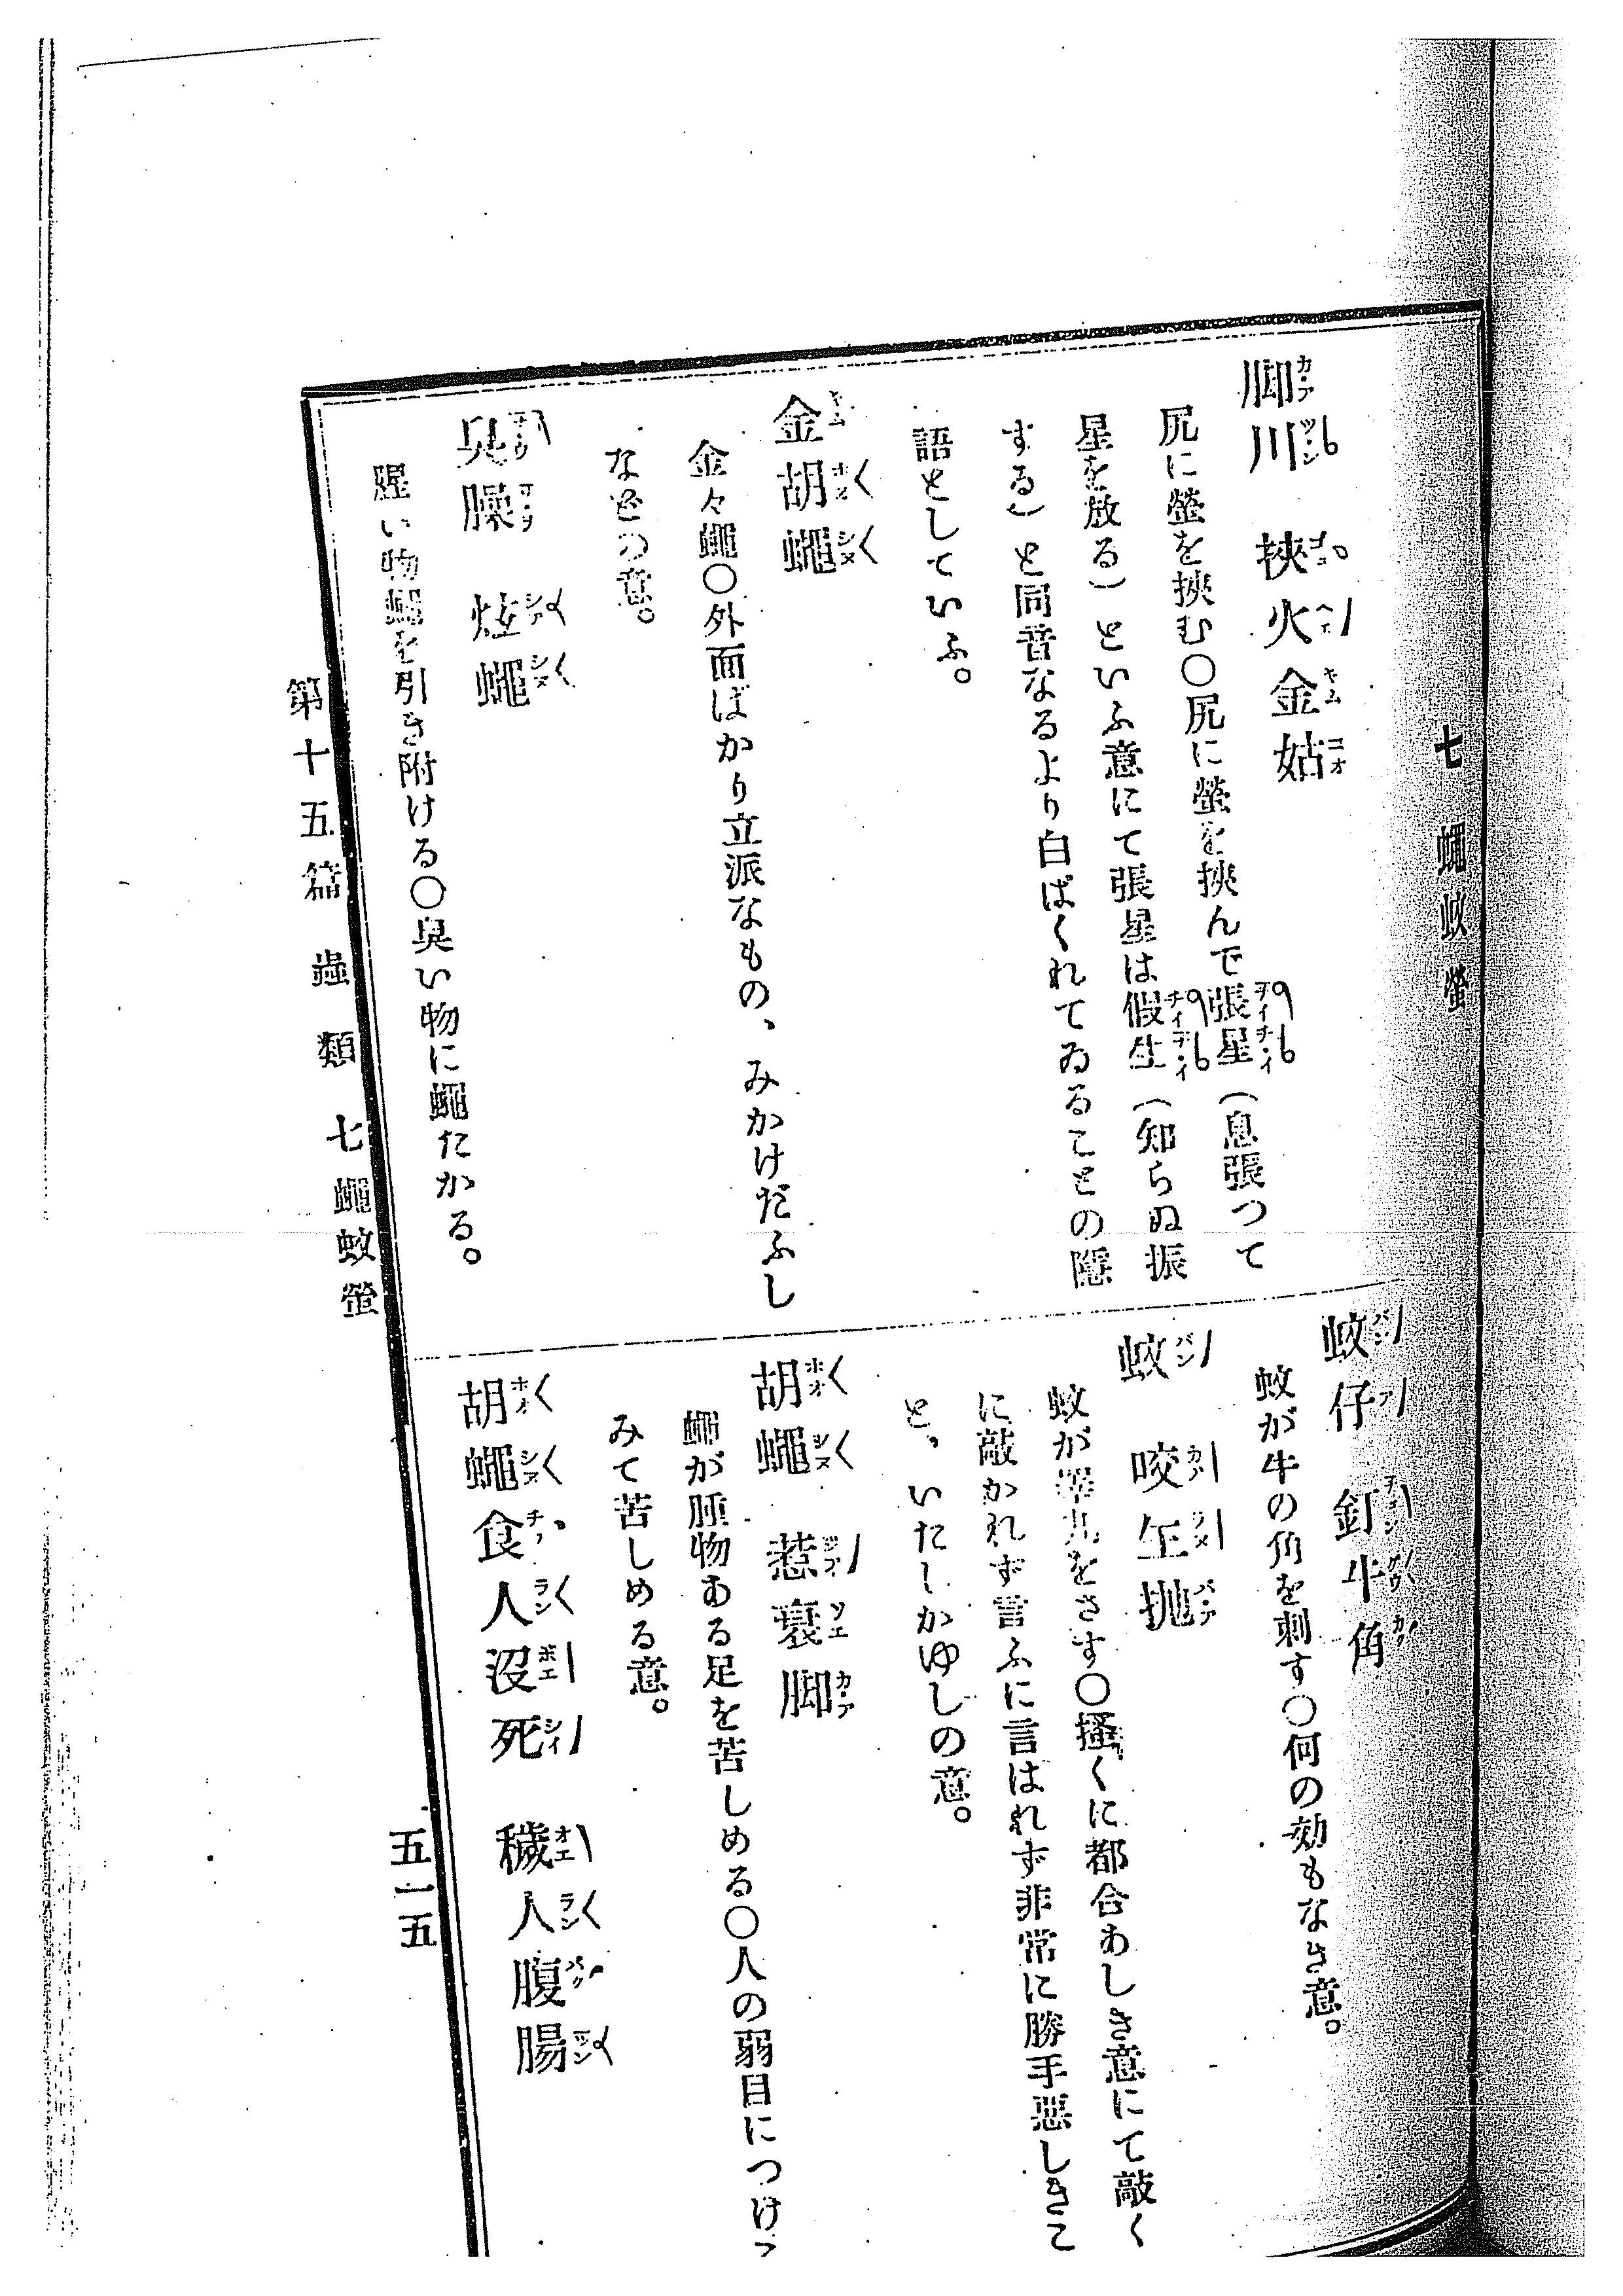 七 蠅蚊螢
脚川 挾火金姑
尻に螢を挾む〇尻に螢を挾んで張星(息張つて
星を放る)といふ意にて張星は假生(知らぬ振
する)と同音なるより白ばくれてゐることの隱
語としていふ。
金胡蠅
金々蠅〇外面ばかり立派なもの、みかけだふし
などの意。
臭臊 炫蠅
腥い物蠅を引き附ける〇臭い物に蠅たかる。
蚊仔 釘牛角
蚊が牛の角を刺す〇何の効もなき意。
蚊 咬 抛
蚊が睾丸をさす〇搔くに都合あしき意にて敲く
に敲かれず言ふに言はれず非常に勝手惡しきこ
と、いたしかゆしの意。
胡蠅 惹 脚
蠅が腫物ある足を苦しめる〇人の弱目につけこ
みて苦しめる意。
胡蠅食人沒死 穢人腹腸
第十五篇 蟲類 七 蠅蚊螢
五一五